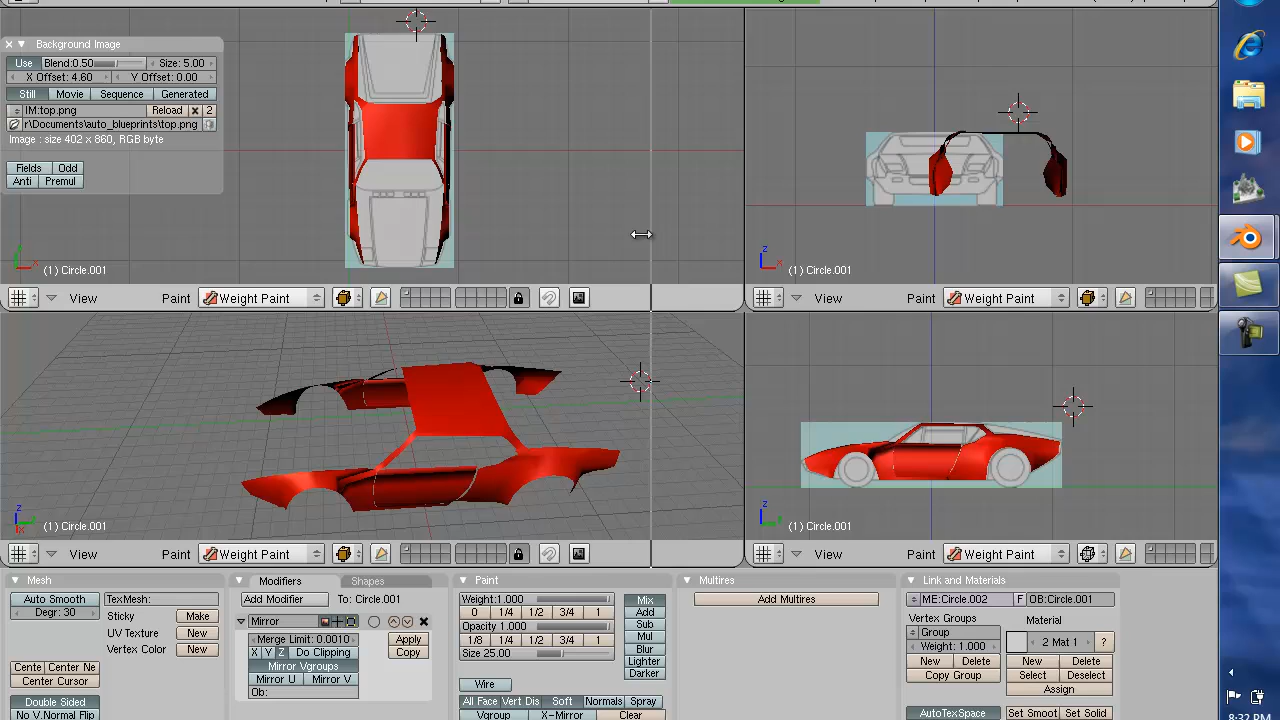 Background Image
Use Blend:0.50 Size: 5.00
X Offset: 4.60 Y Offset: 0.00
Still Movie Sequence Generated
IM:top.png Reload 2
r\Documents\auto_blueprints\top.png
Image : size 402 x 860, RGB byte
Fields Odd
Anti Premul
x
(1) Circle.001
z
x
(1) Circle.001
View Paint Weight Paint
View Paint Weight Paint
z
(1) Circle.001
z
(1) Circle.001
View Paint Weight Paint
View Paint Weight Paint
Mesh
Auto Smooth TexMesh:
Degr: 30 Sticky Make
UV Texture New
Vertex Color New
Cente Center Ne
Center Cursor
Double Sided
No V.Normal Flip
Modifiers Shapes
Add Modifier To: Circle.001
Mirror
Merge Limit: 0.0010 Apply
X Y Z Do Clipping Copy
Mirror Vgroups
Mirror U Mirror V
Ob:
Paint
Weight:1.000 Mix
0 1/4 1/2 3/4 1 Add
Opacity 1.000 Sub
1/8 1/4 1/2 3/4 1 Mul
Size 25.00 Blur
Lighter
Darker
Wire
All Face Vert Dis Soft Normals Spray
Vgroup X-Mirror Clear
Multires
Add Multires
Link and Materials
ME:Circle.002 F OB:Circle.001
Vertex Groups Material
Group 2 Mat 1 ?
Weight: 1.000
New Delete New Delete
Copy Group Select Deselect
Assign
AutoTexSpace Set Smoot Set Solid
8:32 PM